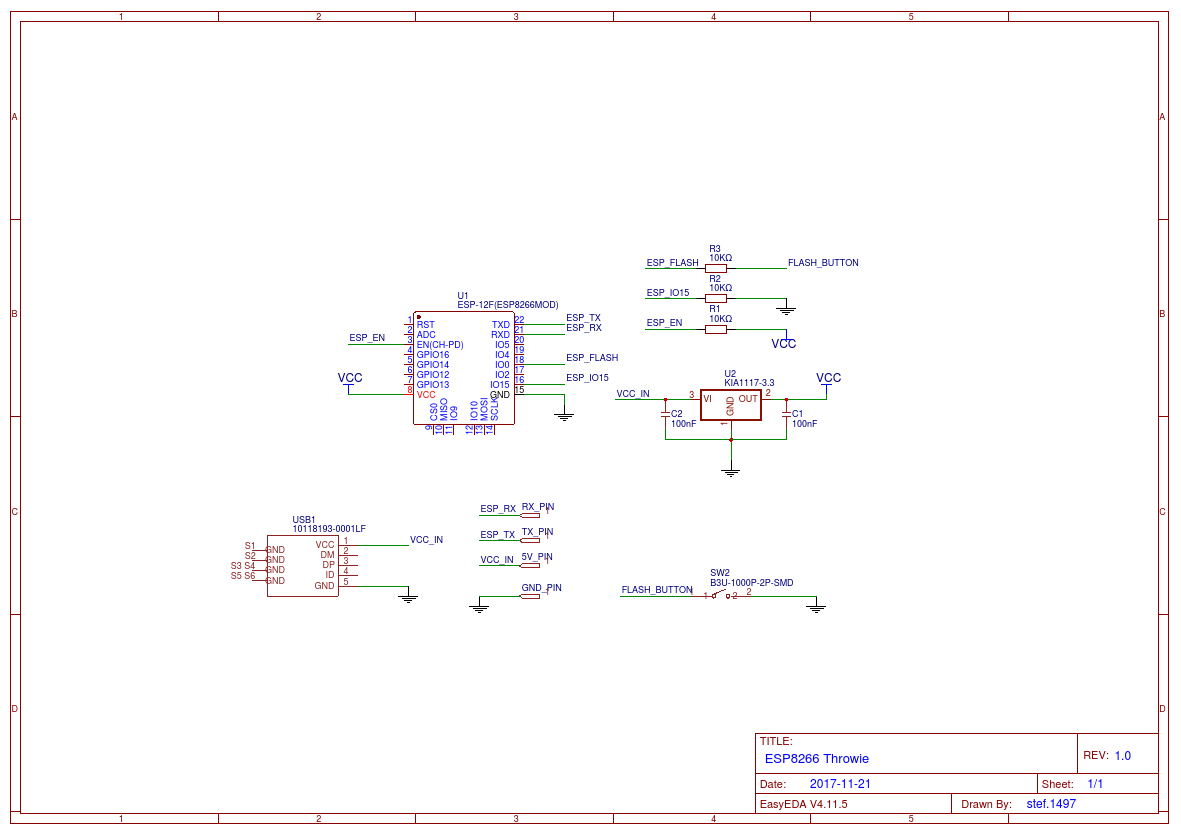 1 2 3 4 5
A A
B B
C C
D D
R3
10KΩ
ESP_FLASH FLASH_BUTTON
R2
10KΩ
ESP_IO15
R1
10KΩ
ESP_EN
VCC
U1
ESP-12F(ESP8266MOD)
1 RST TXD 22 ESP_TX
2 ADC RXD 21 ESP_RX
ESP_EN 3 EN(CH-PD) IO5 20
4 GPIO16 IO4 19
5 GPIO14 IO0 18 ESP_FLASH
6 GPIO12 IO2 17
7 GPIO13 IO15 16 ESP_IO15
VCC 8 VCC GND 15
CS0 MISO IO9 IO10 MOSI SCLK
9 10 11 12 13 14
U2
KIA1117-3.3
VCC_IN 3 VI GND OUT 2 VCC
1
C2
100nF
C1
100nF
USB1
10118193-0001LF
S1 GND VCC 1 VCC_IN
S2 GND DM 2
S3 S4 GND DP 3
S5 S6 GND ID 4
GND 5
ESP_RX RX_PIN 1
ESP_TX TX_PIN 1
VCC_IN 5V_PIN 1
GND_PIN 1
SW2
B3U-1000P-2P-SMD
FLASH_BUTTON 1 1 2 2
TITLE:
ESP8266 Throwie
REV: 1.0
Date: 2017-11-21
Sheet: 1/1
EasyEDA V4.11.5
Drawn By: stef.1497
1 2 3 4 5